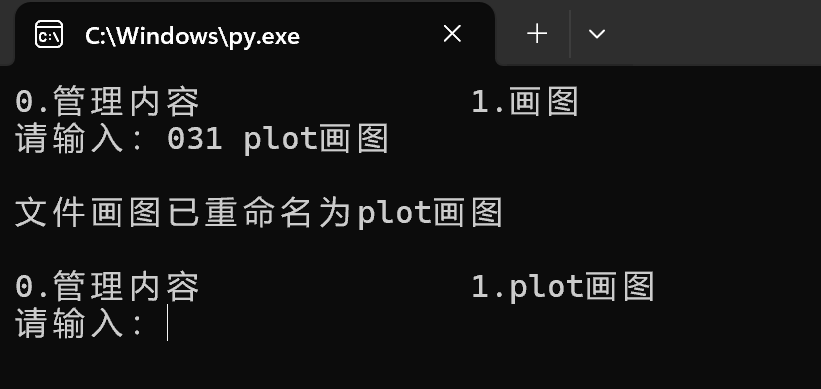 C:\Windows\py.exe
0.管理内容 1.画图
请输入：031 plot画图
文件画图已重命名为plot画图
0.管理内容 1.plot画图
请输入：